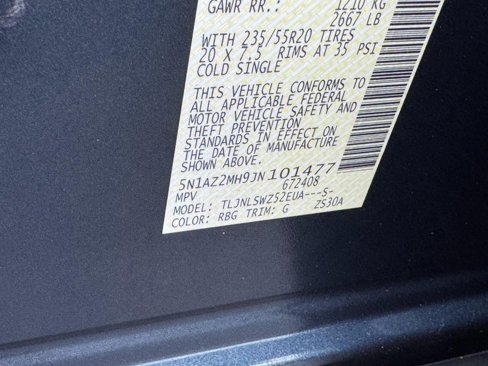 GAWR RR.: 1210 KG
2667 LB
WITH 235/55R20 TIRES
20 X 7.5 RIMS AT 35 PSI
COLD SINGLE
THIS VEHICLE CONFORMS TO
ALL APPLICABLE FEDERAL
MOTOR VEHICLE SAFETY AND
THEFT PREVENTION
STANDARDS IN EFFECT ON
THE DATE OF MANUFACTURE
SHOWN ABOVE.
5N1AZ2MH9JN101477
MPV 672408
MODEL: TLJNLSWZ52EUA---S-
COLOR: RBG TRIM: G ZS30A